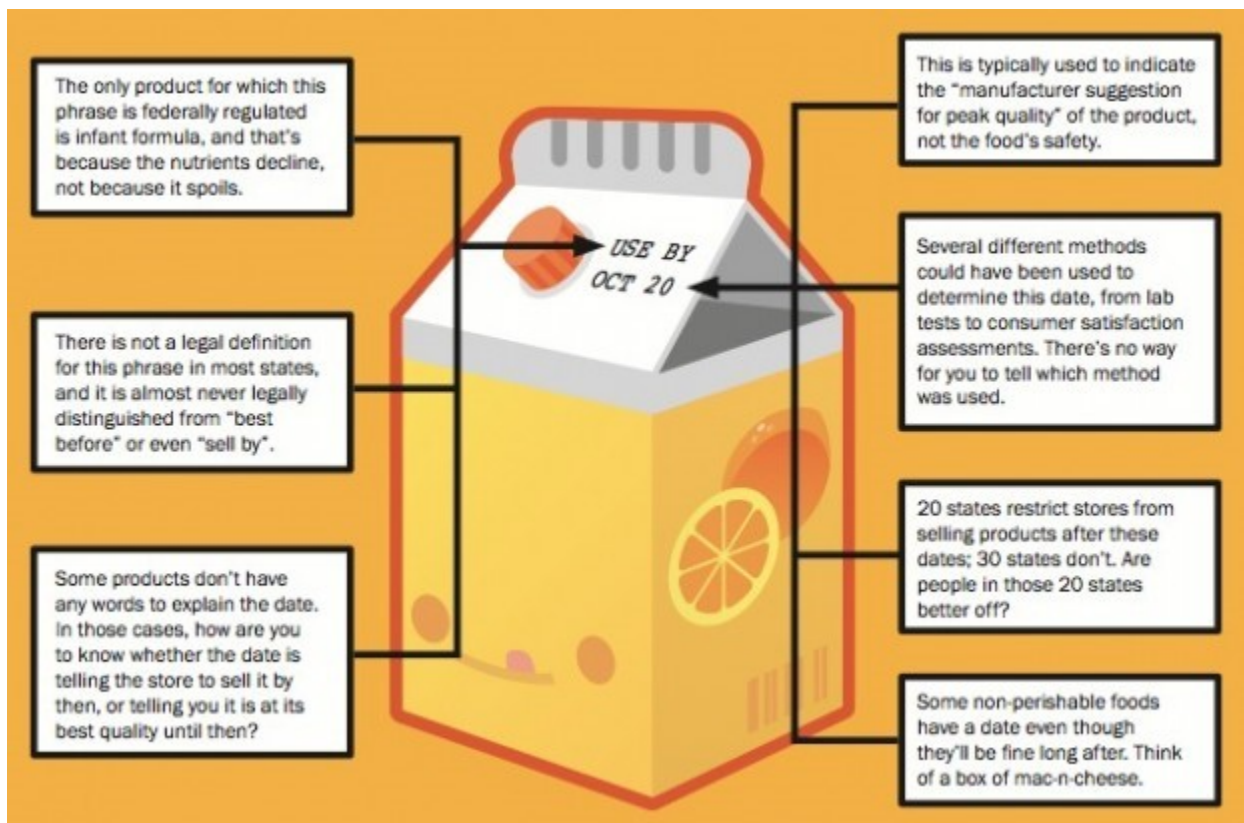 The only product for which this
phrase is federally regulated
is infant formula, and that's
because the nutrients decline,
not because it spoils.
There is not a legal definition
for this phrase in most states,
and it is almost never legally
distinguished from “best
before” or even “sell by”.
Some products don't have
any words to explain the date.
In those cases, how are you
to know whether the date is
telling the store to sell it by
then, or telling you it is at its
best quality until then?
USE BY
OCT 20
This is typically used to indicate
the “manufacturer suggestion
for peak quality” of the product,
not the food's safety.
Several different methods
could have been used to
determine this date, from lab
tests to consumer satisfaction
assessments. There's no way
for you to tell which method
was used.
20 states restrict stores from
selling products after these
dates; 30 states don't. Are
people in those 20 states
better off?
Some non-perishable foods
have a date even though
they'll be fine long after. Think
of a box of mac-n-cheese.